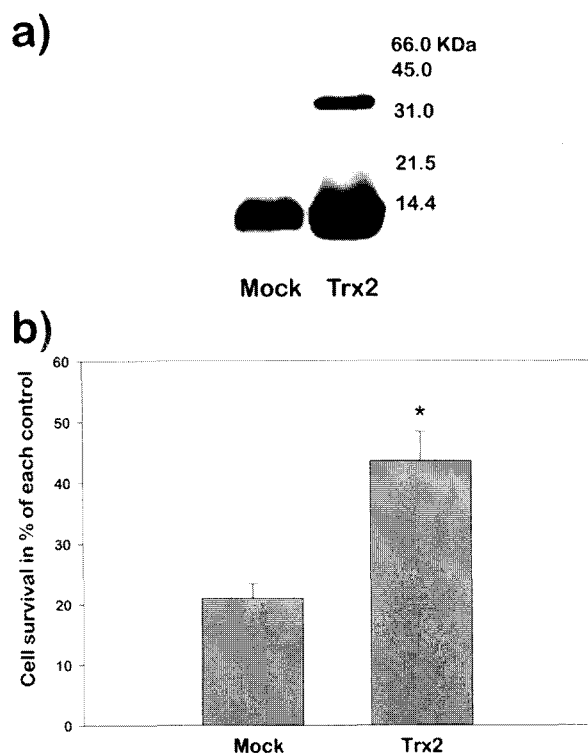 a)
66.0 KDa
45.0
31.0
21.5
14.4
Mock Trx2
b)
Cell survival in % of each control
60
50
40
30
20
10
0
*
Mock Trx2